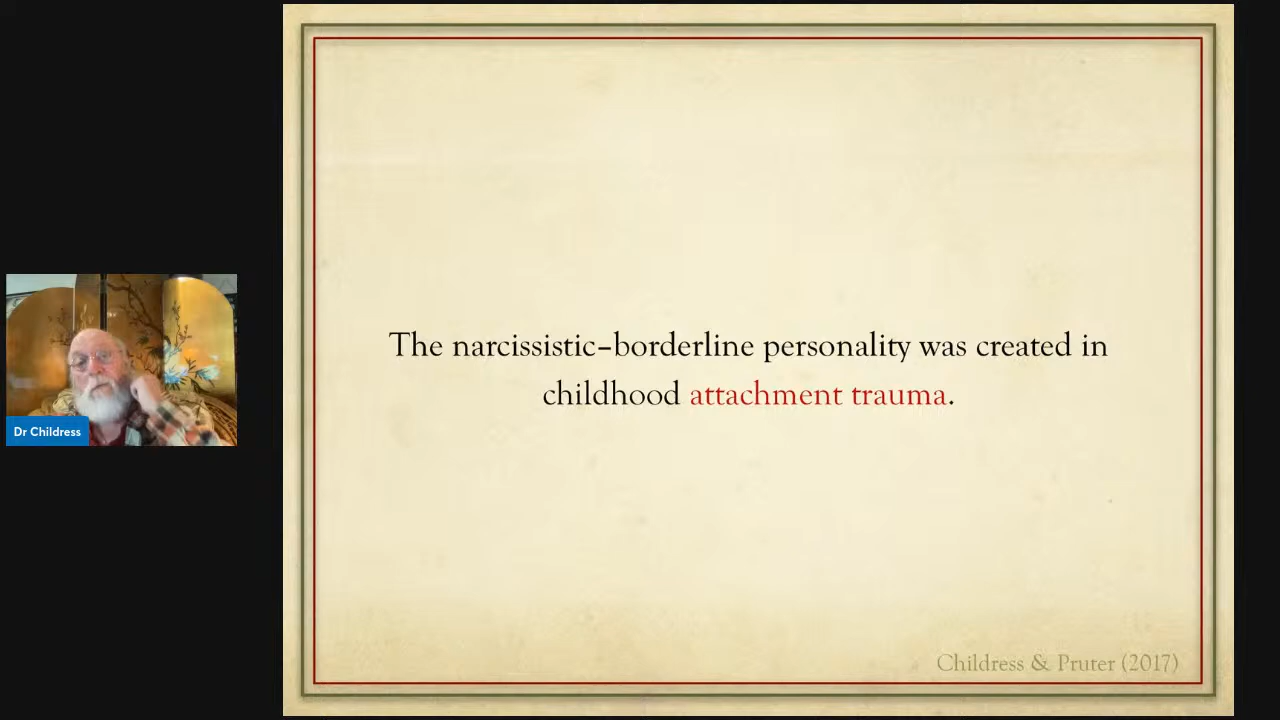 The narcissistic–borderline personality was created in
childhood attachment trauma.
Dr Childress
Childress & Pruter (2017)